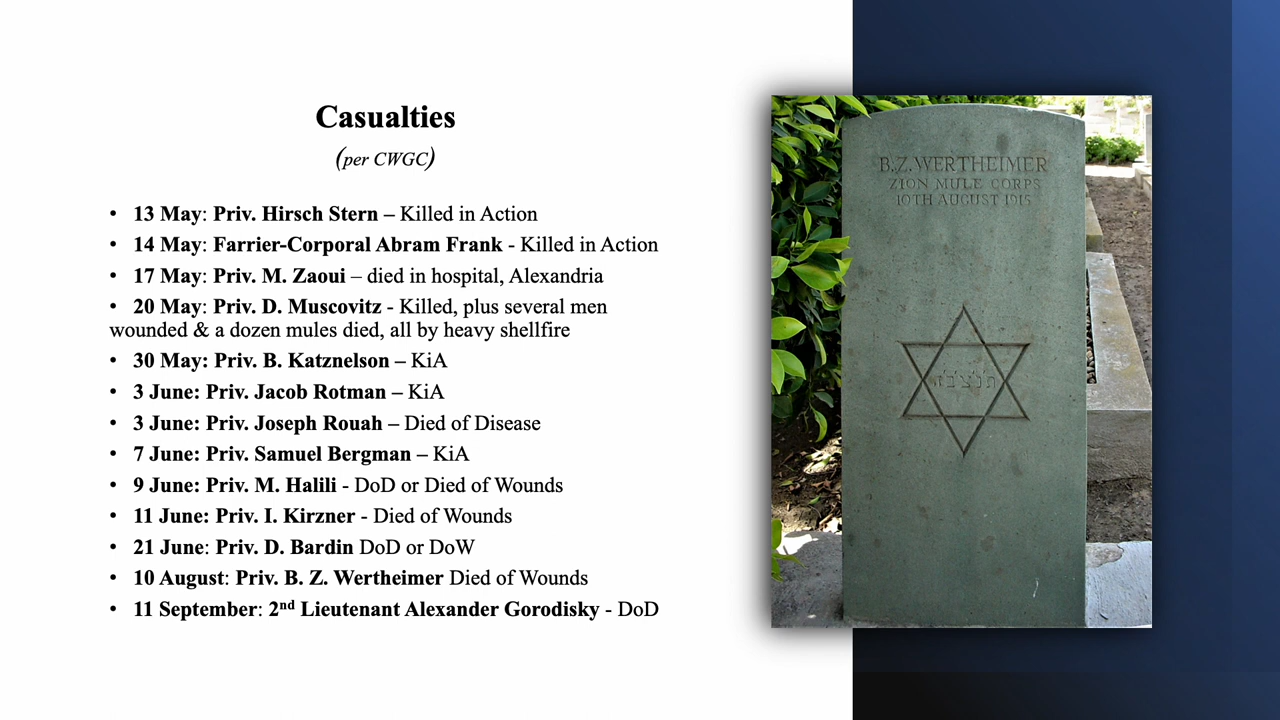 Casualties
(per CWGC)
• 13 May: Priv. Hirsch Stern – Killed in Action
• 14 May: Farrier-Corporal Abram Frank - Killed in Action
• 17 May: Priv. M. Zaoui – died in hospital, Alexandria
• 20 May: Priv. D. Muscovitz - Killed, plus several men
wounded & a dozen mules died, all by heavy shellfire
• 30 May: Priv. B. Katznelson – KiA
• 3 June: Priv. Jacob Rotman – KiA
• 3 June: Priv. Joseph Rouah – Died of Disease
• 7 June: Priv. Samuel Bergman – KiA
• 9 June: Priv. M. Halili - DoD or Died of Wounds
• 11 June: Priv. I. Kirzner - Died of Wounds
• 21 June: Priv. D. Bardin DoD or DoW
• 10 August: Priv. B. Z. Wertheimer Died of Wounds
• 11 September: 2nd Lieutenant Alexander Gorodisky - DoD
B.Z. WERTHEIMER
ZION MULE CORPS
10TH AUGUST 1915